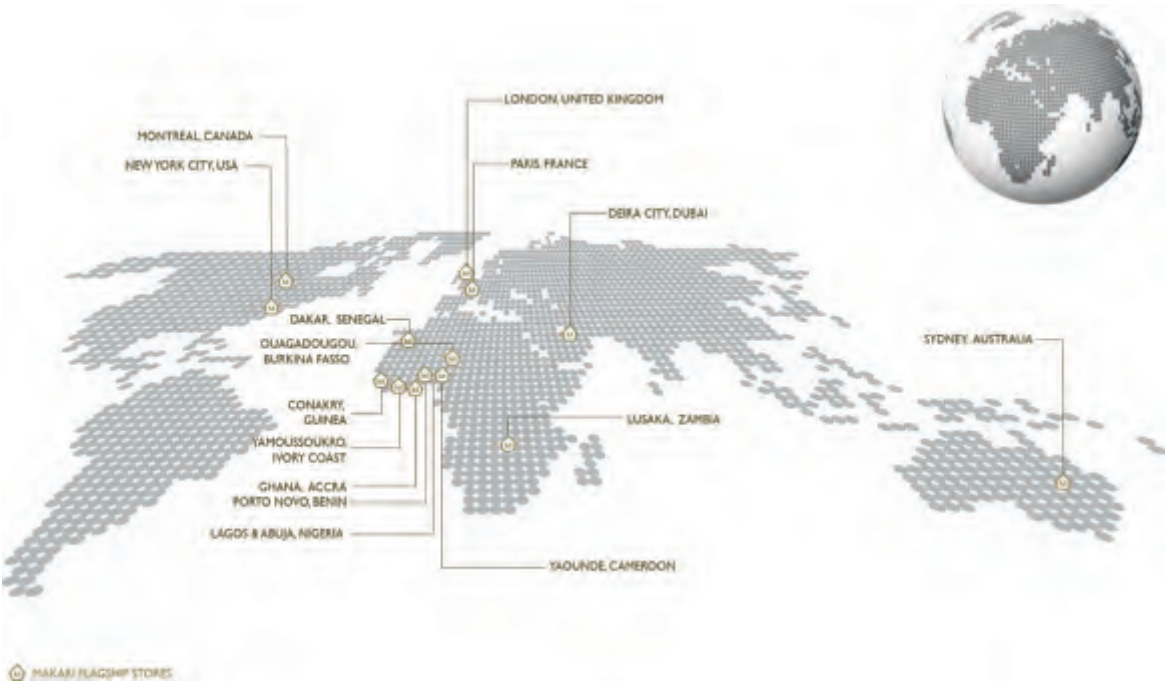 LONDON, UNITED KINGDOM
MONTREAL, CANADA
NEW YORK CITY, USA
PARIS, FRANCE
DEIRA CITY, DUBAI
DAKAR, SENEGAL
OUAGADOUGOU,
BURKINA FASSO
SYDNEY, AUSTRALIA
CONAKRY,
GUINEA
LUSAKA, ZAMBIA
YAMOUSSOUKRO,
IVORY COAST
GHANA, ACCRA
PORTO NOVO, BENIN
LAGOS & ABUJA, NIGERIA
YAOUNDE, CAMEROON
MAKARI FLAGSHIP STORES